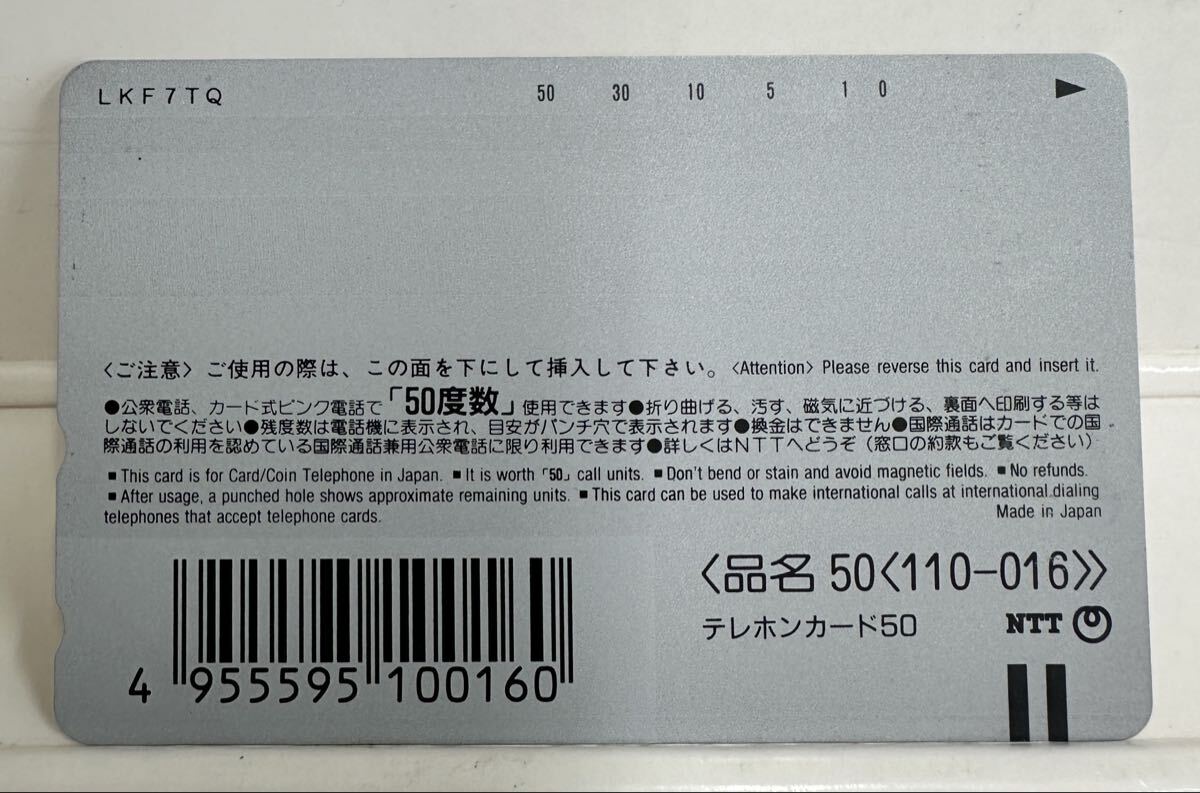 LKF7TQ 50 30 10 5 1 0 ▶
〈ご注意〉ご使用の際は、この面を下にして挿入して下さい。〈Attention〉Please reverse this card and insert it.
●公衆電話、カード式ピンク電話で「50度数」使用できます●折り曲げる、汚す、磁気に近づける、裏面へ印刷する等は
しないでください●残度数は電話機に表示され、目安がパンチ穴で表示されます●換金はできません●国際通話はカードでの国
際通話の利用を認めている国際通話兼用公衆電話に限り利用できます●詳しくはNTTへどうぞ（窓口の約款もご覧ください）
■This card is for Card/Coin Telephone in Japan. ■It is worth「50」call units. ■Don't bend or stain and avoid magnetic fields. ■No refunds.
■After usage, a punched hole shows approximate remaining units. ■This card can be used to make international calls at international dialing
telephones that accept telephone cards. Made in Japan
〈品名 50〈110-016〉〉
テレホンカード50 NTT
4 955595 100160